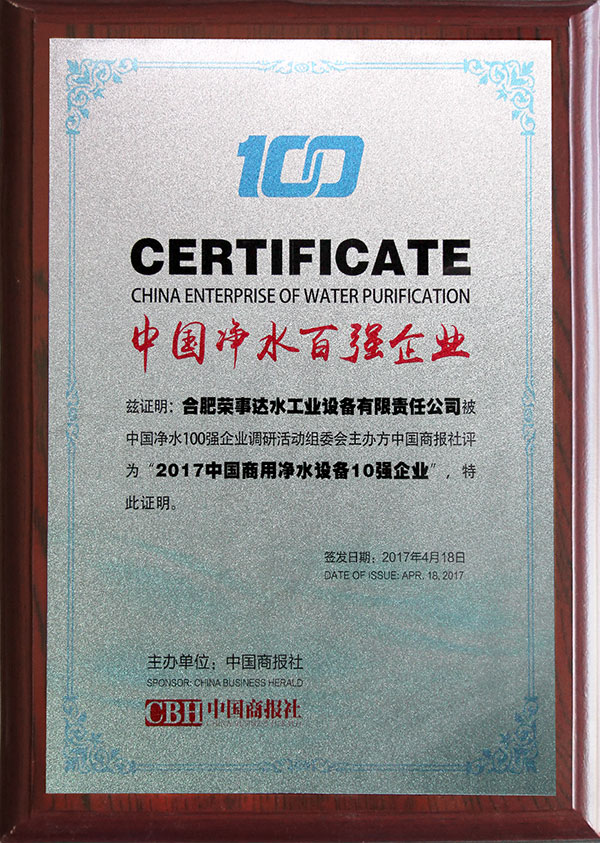 100
CERTIFICATE
CHINA ENTERPRISE OF WATER PURIFICATION
中国净水百强企业
兹证明：合肥荣事达水工业设备有限责任公司被
中国净水100强企业调研活动组委会主办方中国商报社评
为“2017中国商用净水设备10强企业”，特
此证明。
签发日期：2017年4月18日
DATE OF ISSUE: APR. 18, 2017
主办单位：中国商报社
SPONSOR: CHINA BUSINESS HERALD
CBH 中国商报社